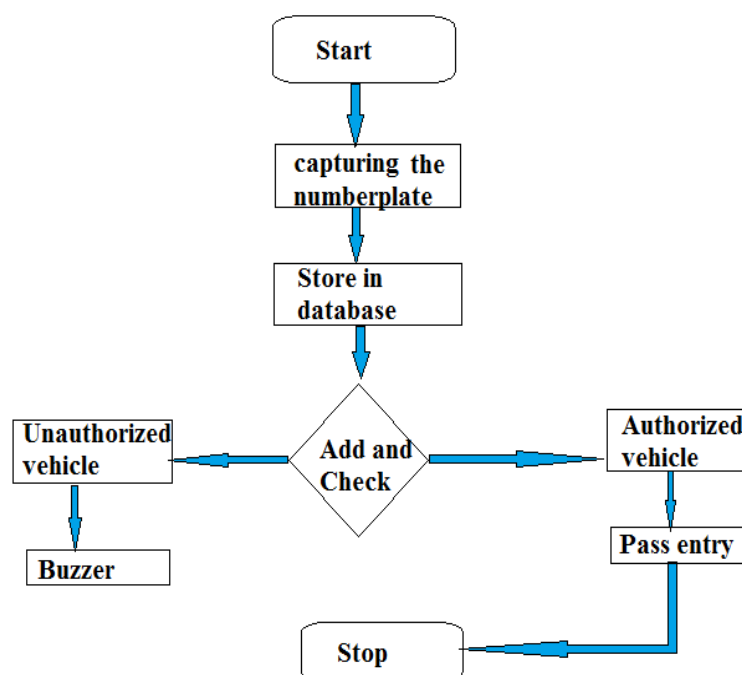 Start
capturing the
numberplate
Store in
database
Add and
Check
Unauthorized
vehicle
Buzzer
Authorized
vehicle
Pass entry
Stop